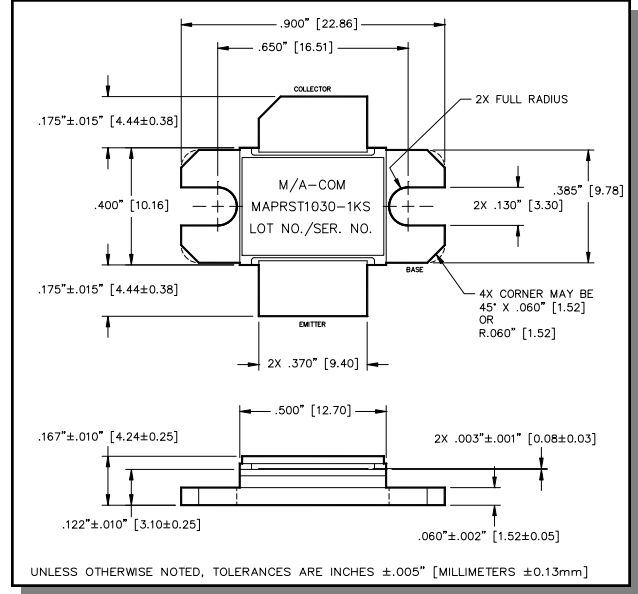 .900" [22.86]
.650" [16.51]
COLLECTOR
2X FULL RADIUS
.175"±.015" [4.44±0.38]
M/A-COM
MAPRST1030-1KS
LOT NO./SER. NO.
.385" [9.78]
.400" [10.16]
2X .130" [3.30]
BASE
.175"±.015" [4.44±0.38]
4X CORNER MAY BE
45° X .060" [1.52]
OR
R.060" [1.52]
EMITTER
2X .370" [9.40]
.500" [12.70]
.167"±.010" [4.24±0.25]
2X .003"±.001" [0.08±0.03]
.122"±.010" [3.10±0.25]
.060"±.002" [1.52±0.05]
UNLESS OTHERWISE NOTED, TOLERANCES ARE INCHES ±.005" [MILLIMETERS ±0.13mm]